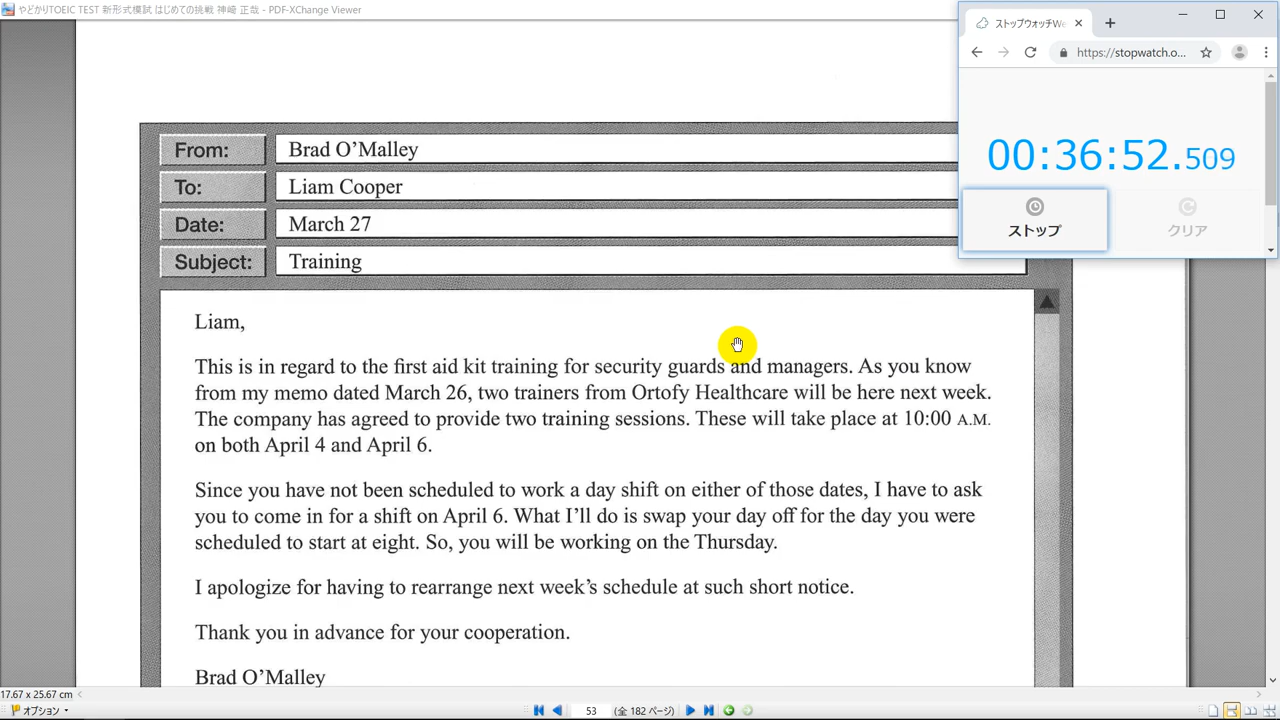 やどかりTOEIC TEST 新形式模試 はじめての挑戦 神﨑 正哉 - PDF-XChange Viewer
ストップウォッチWe
https://stopwatch.o...
00:36:52.509
ストップ
クリア
From: Brad O’Malley
To: Liam Cooper
Date: March 27
Subject: Training
Liam,
This is in regard to the first aid kit training for security guards and managers. As you know
from my memo dated March 26, two trainers from Ortofy Healthcare will be here next week.
The company has agreed to provide two training sessions. These will take place at 10:00 A.M.
on both April 4 and April 6.
Since you have not been scheduled to work a day shift on either of those dates, I have to ask
you to come in for a shift on April 6. What I’ll do is swap your day off for the day you were
scheduled to start at eight. So, you will be working on the Thursday.
I apologize for having to rearrange next week’s schedule at such short notice.
Thank you in advance for your cooperation.
Brad O’Malley
17.67 x 25.67 cm
オプション
53 (全 182 ページ)